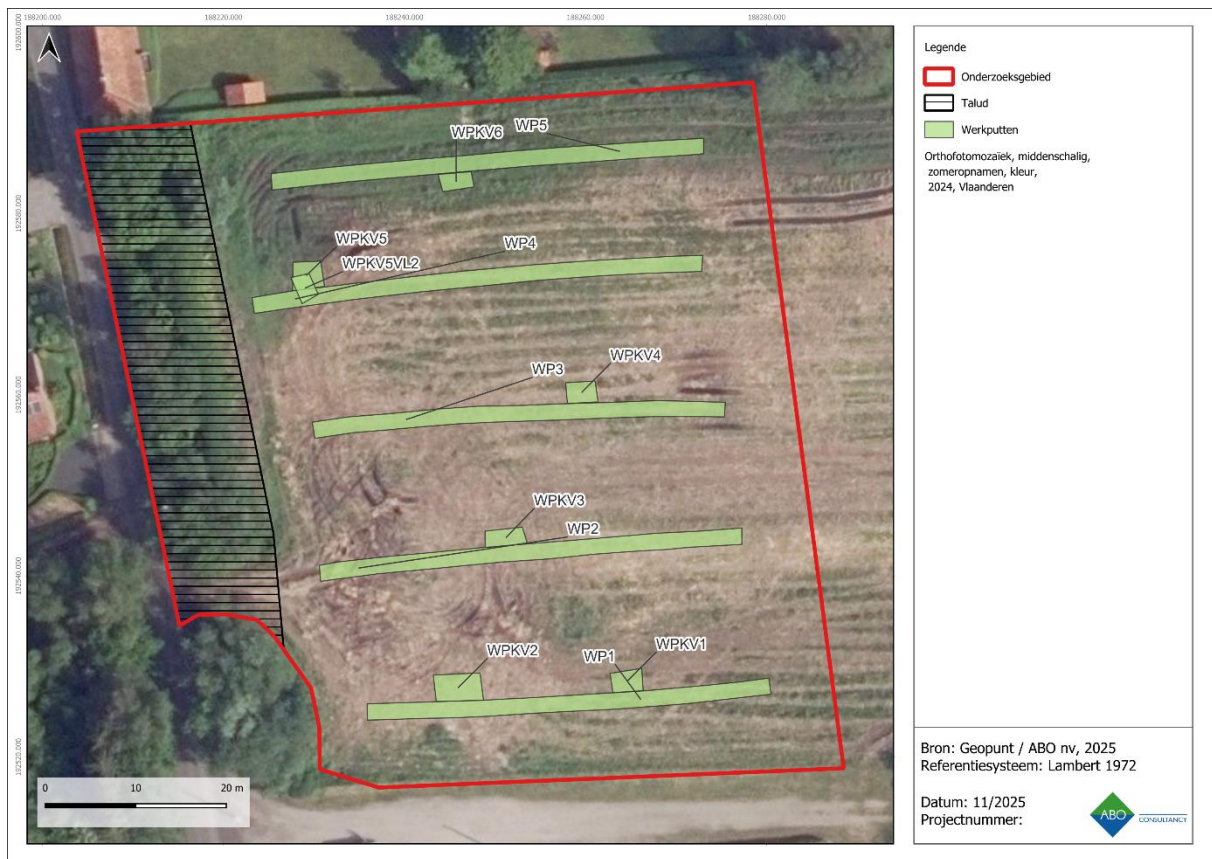 188200.000 188220.000 188240.000 188260.000 188280.000
192600.000
192580.000
192560.000
192540.000
192520.000
WP5
WPKV6
WPKV5
WP4
WPKV5VL2
WPKV4
WP3
WPKV3
WP2
WPKV1
WP1
WPKV2
0 10 20 m
Legende
Onderzoeksgebied
Talud
Werkputten
Orthofotomozaïek, middenschalig,
zomeropnamen, kleur,
2024, Vlaanderen
Bron: Geopunt / ABO nv, 2025
Referentiesysteem: Lambert 1972
Datum: 11/2025
Projectnummer:
ABO
CONSULTANCY